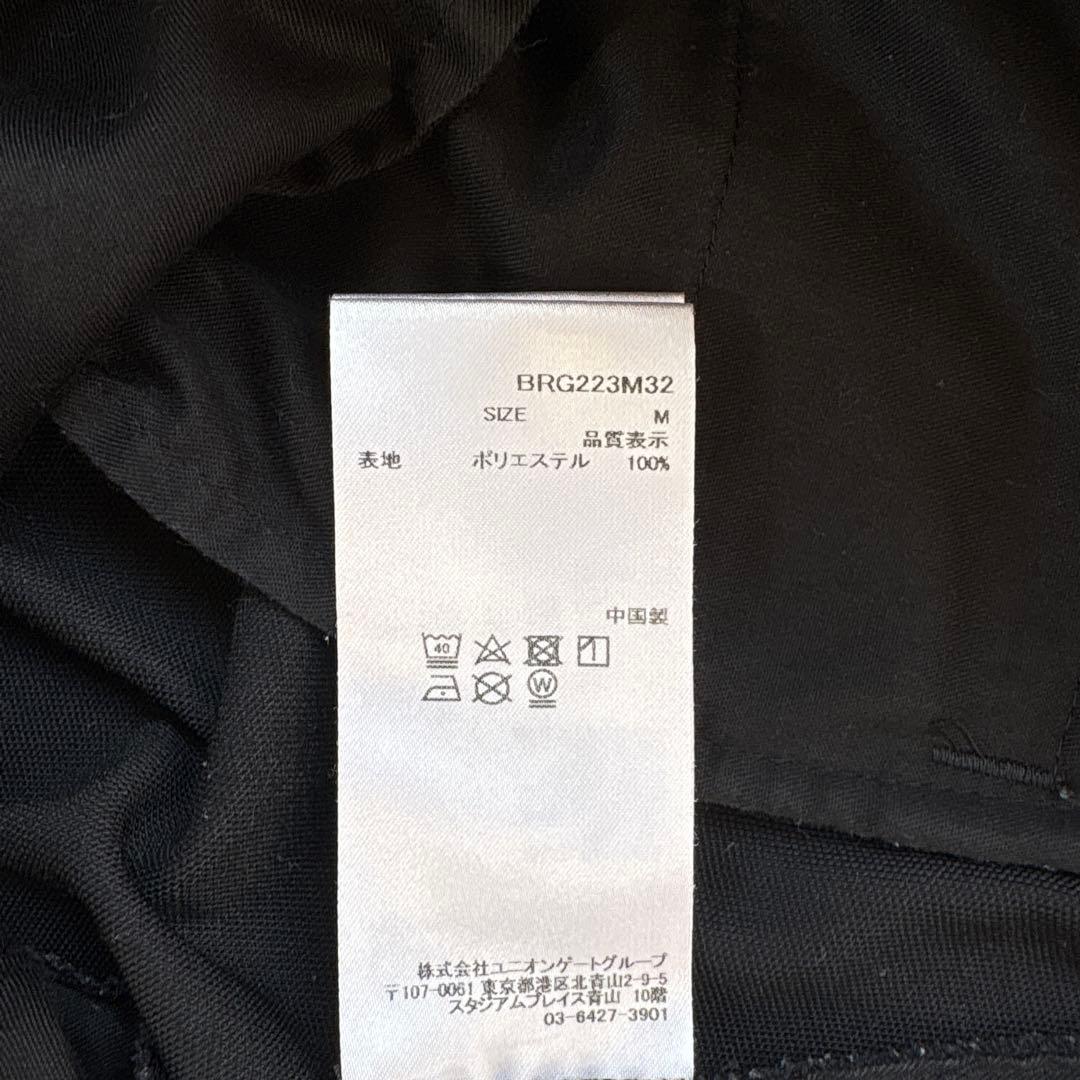 BRG223M32
SIZE M
品質表示
表地 ポリエステル 100%
中国製
40
W
株式会社ユニオンゲートグループ
〒107-0061 東京都港区北青山2-9-5
スタジアムプレイス青山 10階
03-6427-3901